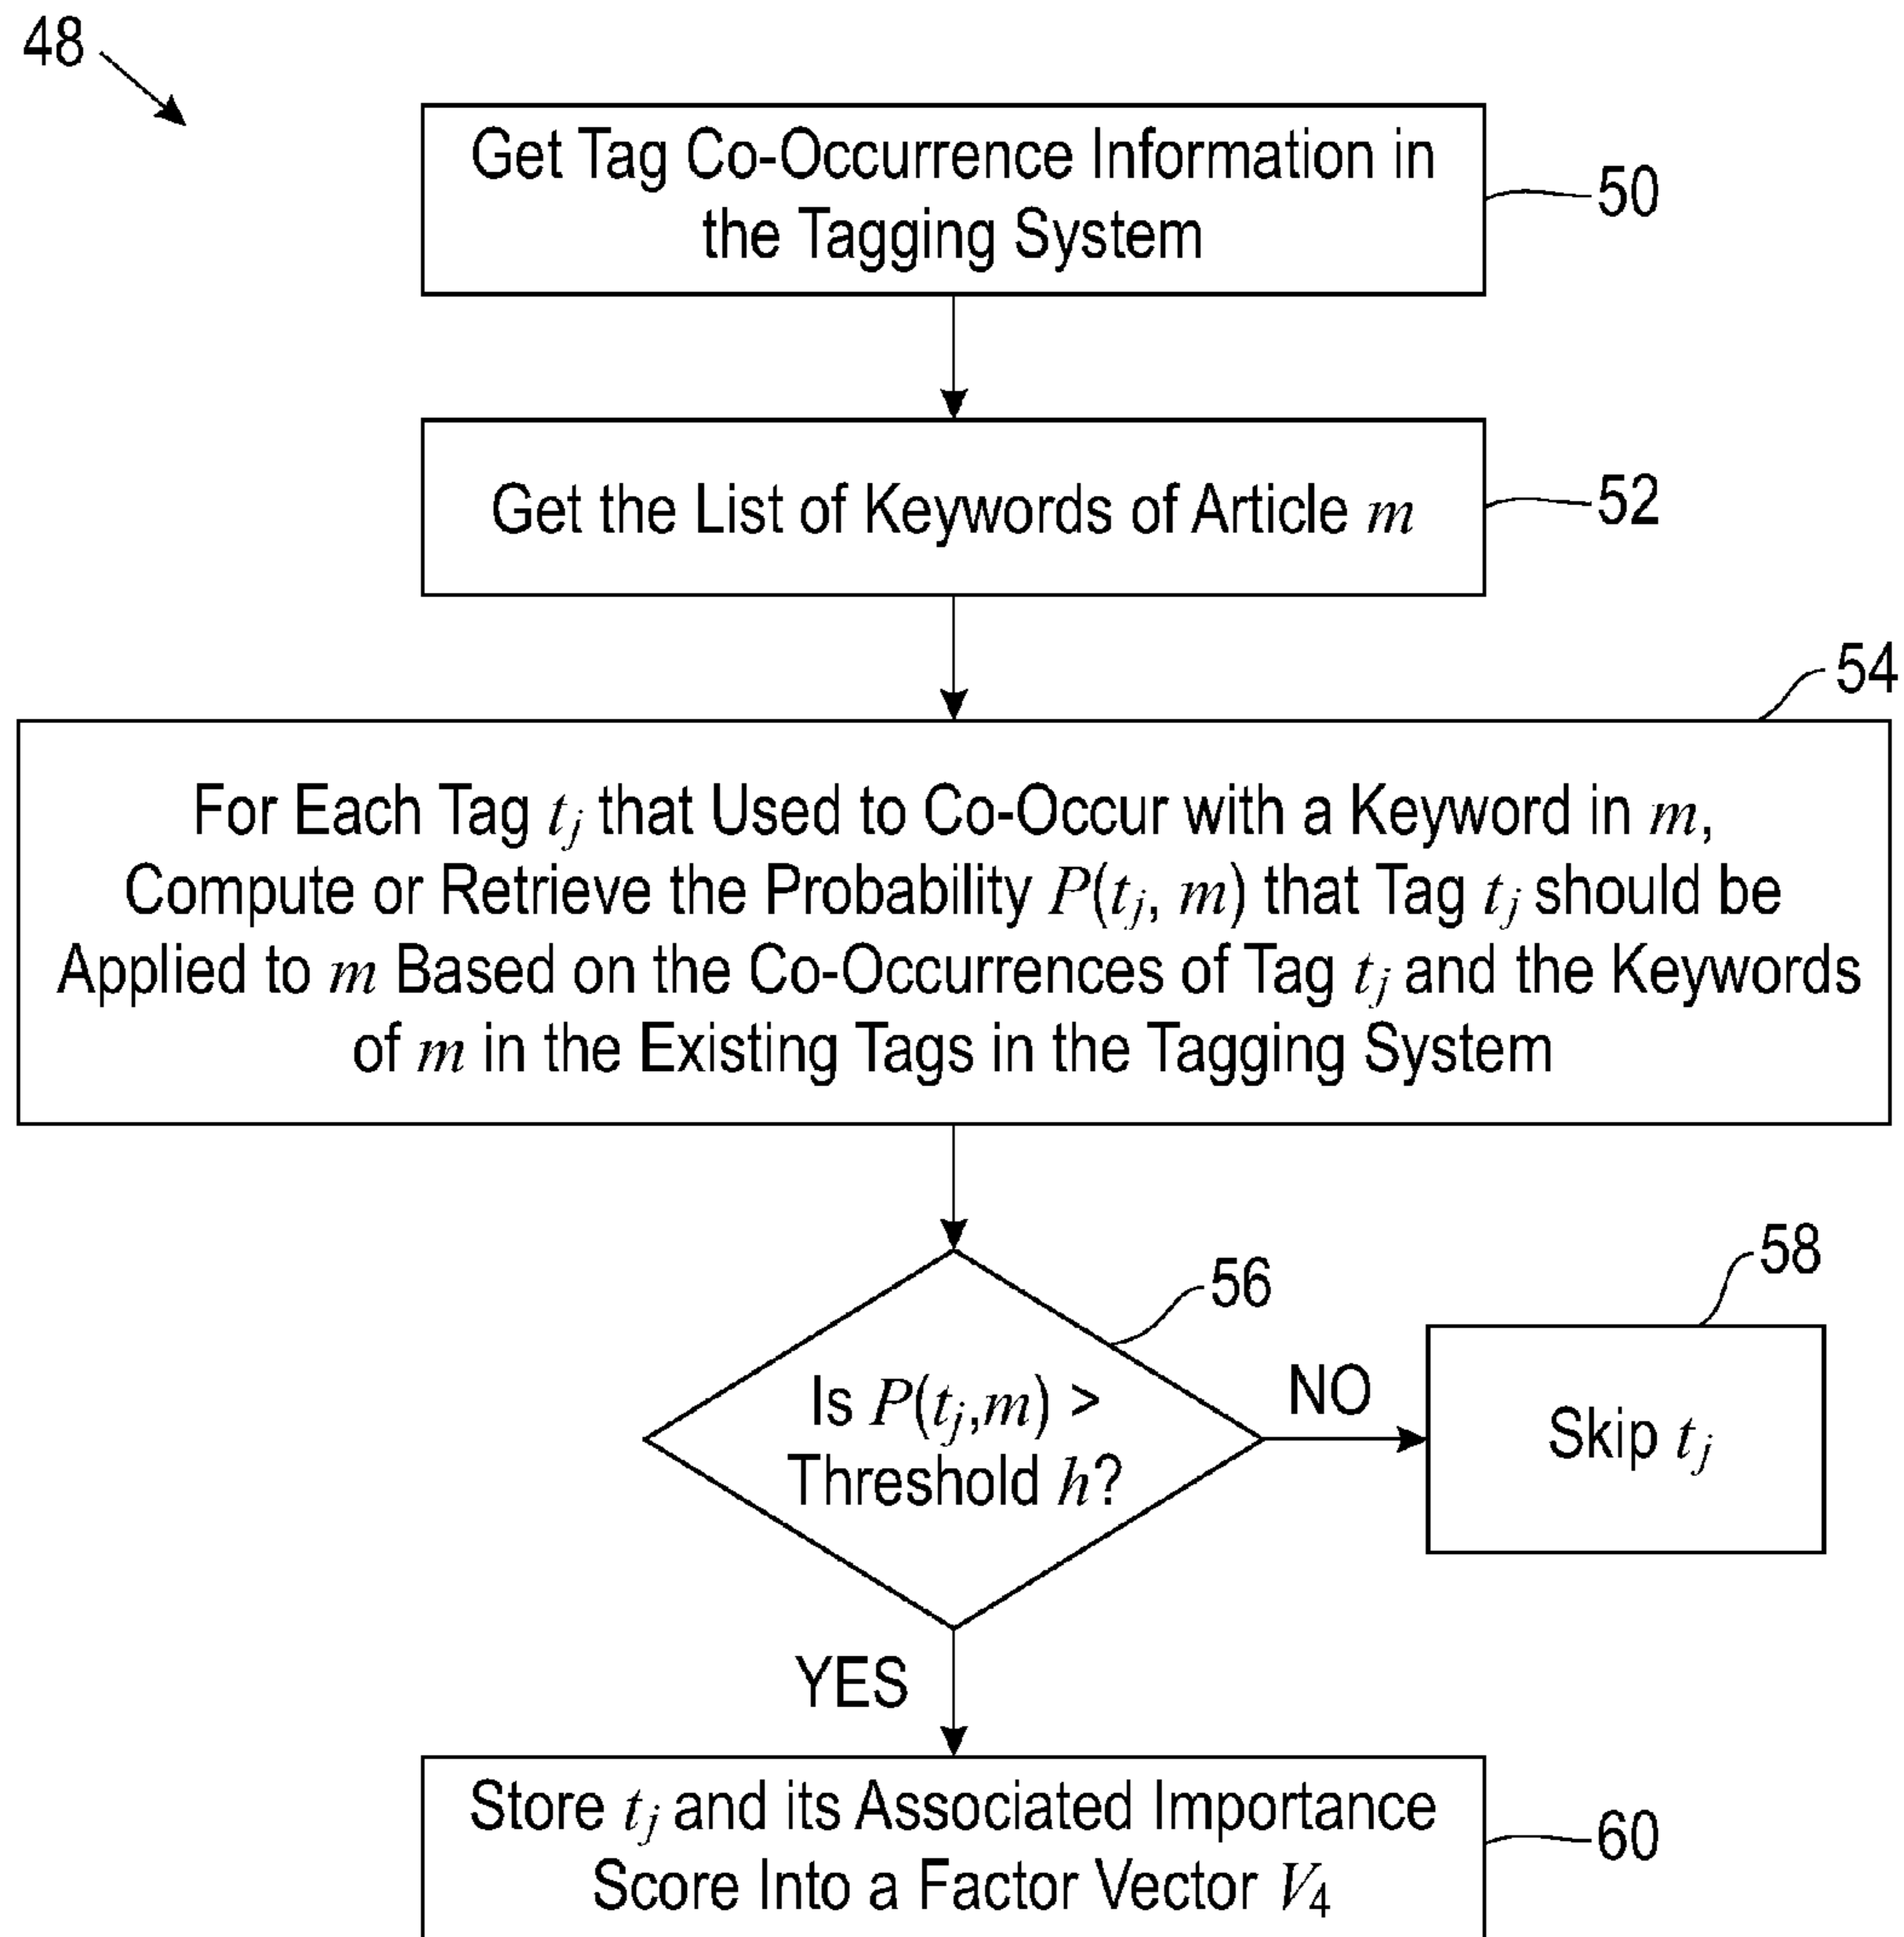 48
Get Tag Co-Occurrence Information in
the Tagging System
50
Get the List of Keywords of Article m
52
54
For Each Tag tj that Used to Co-Occur with a Keyword in m,
Compute or Retrieve the Probability P(tj, m) that Tag tj should be
Applied to m Based on the Co-Occurrences of Tag tj and the Keywords
of m in the Existing Tags in the Tagging System
56
Is P(tj,m) >
Threshold h?
NO
58
Skip tj
YES
Store tj and its Associated Importance
Score Into a Factor Vector V4
60